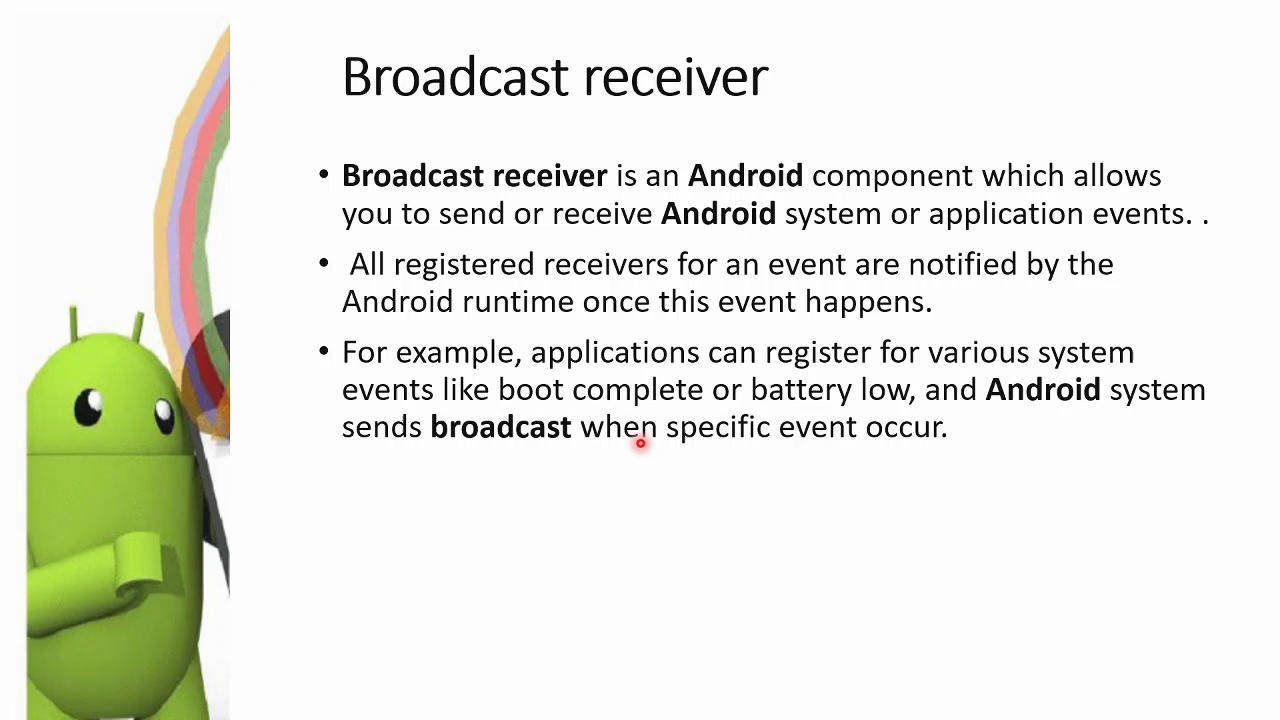 Broadcast receiver
• Broadcast receiver is an Android component which allows
you to send or receive Android system or application events. .
• All registered receivers for an event are notified by the
Android runtime once this event happens.
• For example, applications can register for various system
events like boot complete or battery low, and Android system
sends broadcast when specific event occur.